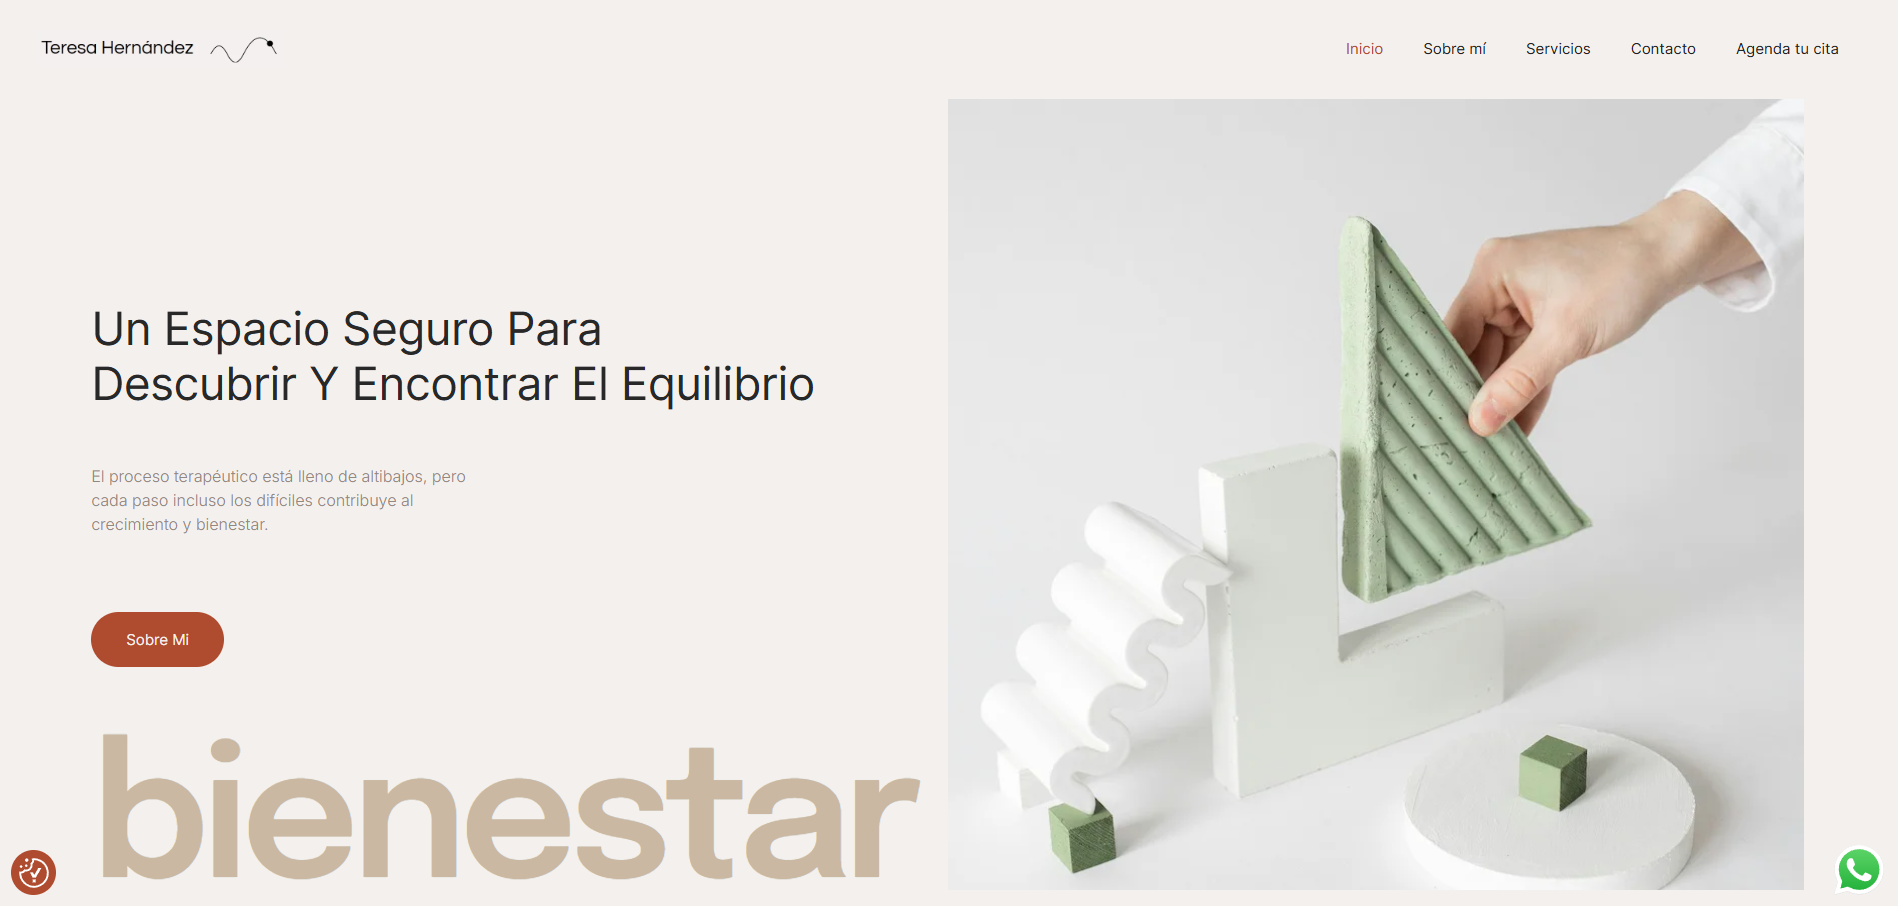 Teresa Hernández
Inicio
Sobre mí
Servicios
Contacto
Agenda tu cita
Un Espacio Seguro Para
Descubrir Y Encontrar El Equilibrio
El proceso terapéutico está lleno de altibajos, pero
cada paso incluso los difíciles contribuye al
crecimiento y bienestar.
Sobre Mi
bienestar